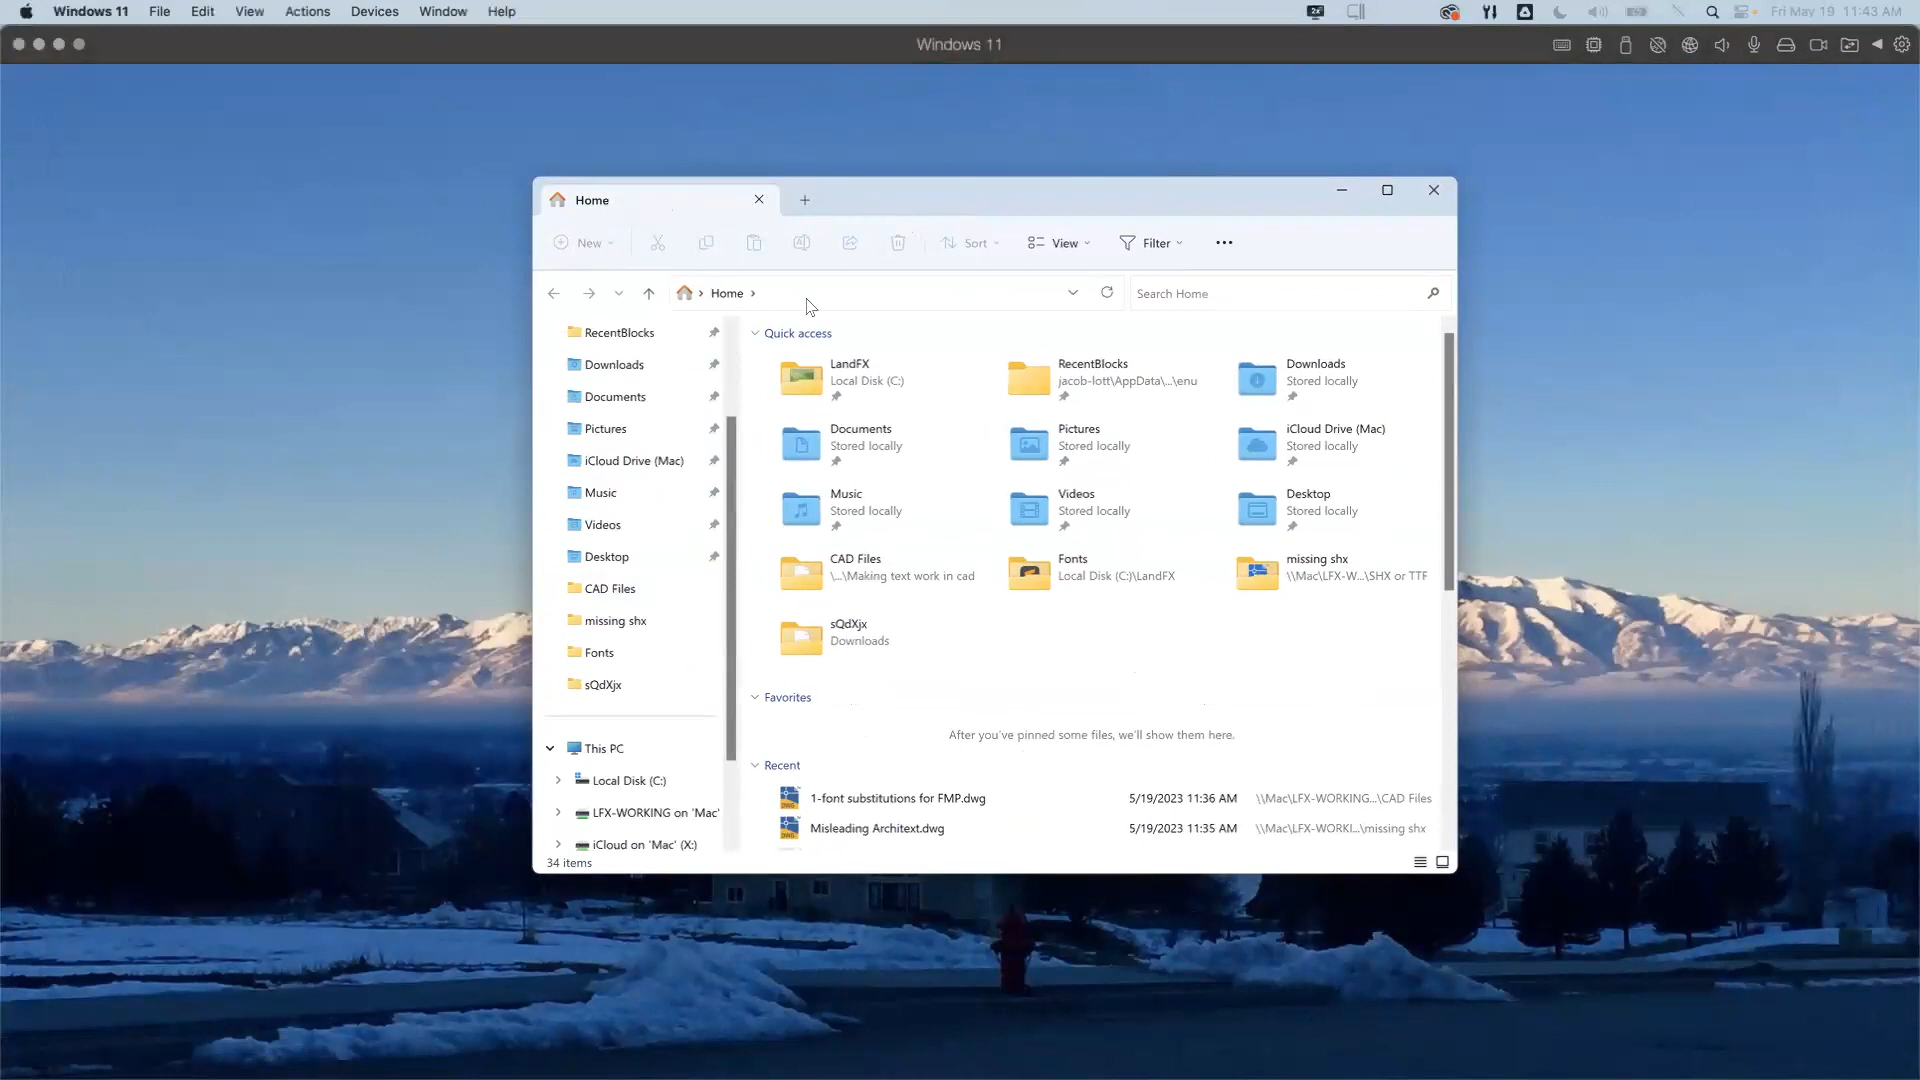 Windows 11 File Edit View Actions Devices Window Help 2x Fri May 19 11:43 AM
Windows 11
Home
New Sort View Filter
Home
Search Home
RecentBlocks
Downloads
Documents
Pictures
iCloud Drive (Mac)
Music
Videos
Desktop
CAD Files
missing shx
Fonts
sQdXjx
This PC
Local Disk (C:)
LFX-WORKING on 'Mac'
iCloud on 'Mac' (X:)
Quick access
LandFX
Local Disk (C:)
RecentBlocks
jacob-lott\AppData\...\enu
Downloads
Stored locally
Documents
Stored locally
Pictures
Stored locally
iCloud Drive (Mac)
Stored locally
Music
Stored locally
Videos
Stored locally
Desktop
Stored locally
CAD Files
\...\Making text work in cad
Fonts
Local Disk (C:)\LandFX
missing shx
\\Mac\LFX-W...\SHX or TTF
sQdXjx
Downloads
Favorites
After you've pinned some files, we'll show them here.
Recent
DWG 1-font substitutions for FMP.dwg 5/19/2023 11:36 AM \\Mac\LFX-WORKING...\CAD Files
DWG Misleading Architext.dwg 5/19/2023 11:35 AM \\Mac\LFX-WORKI...\missing shx
34 items